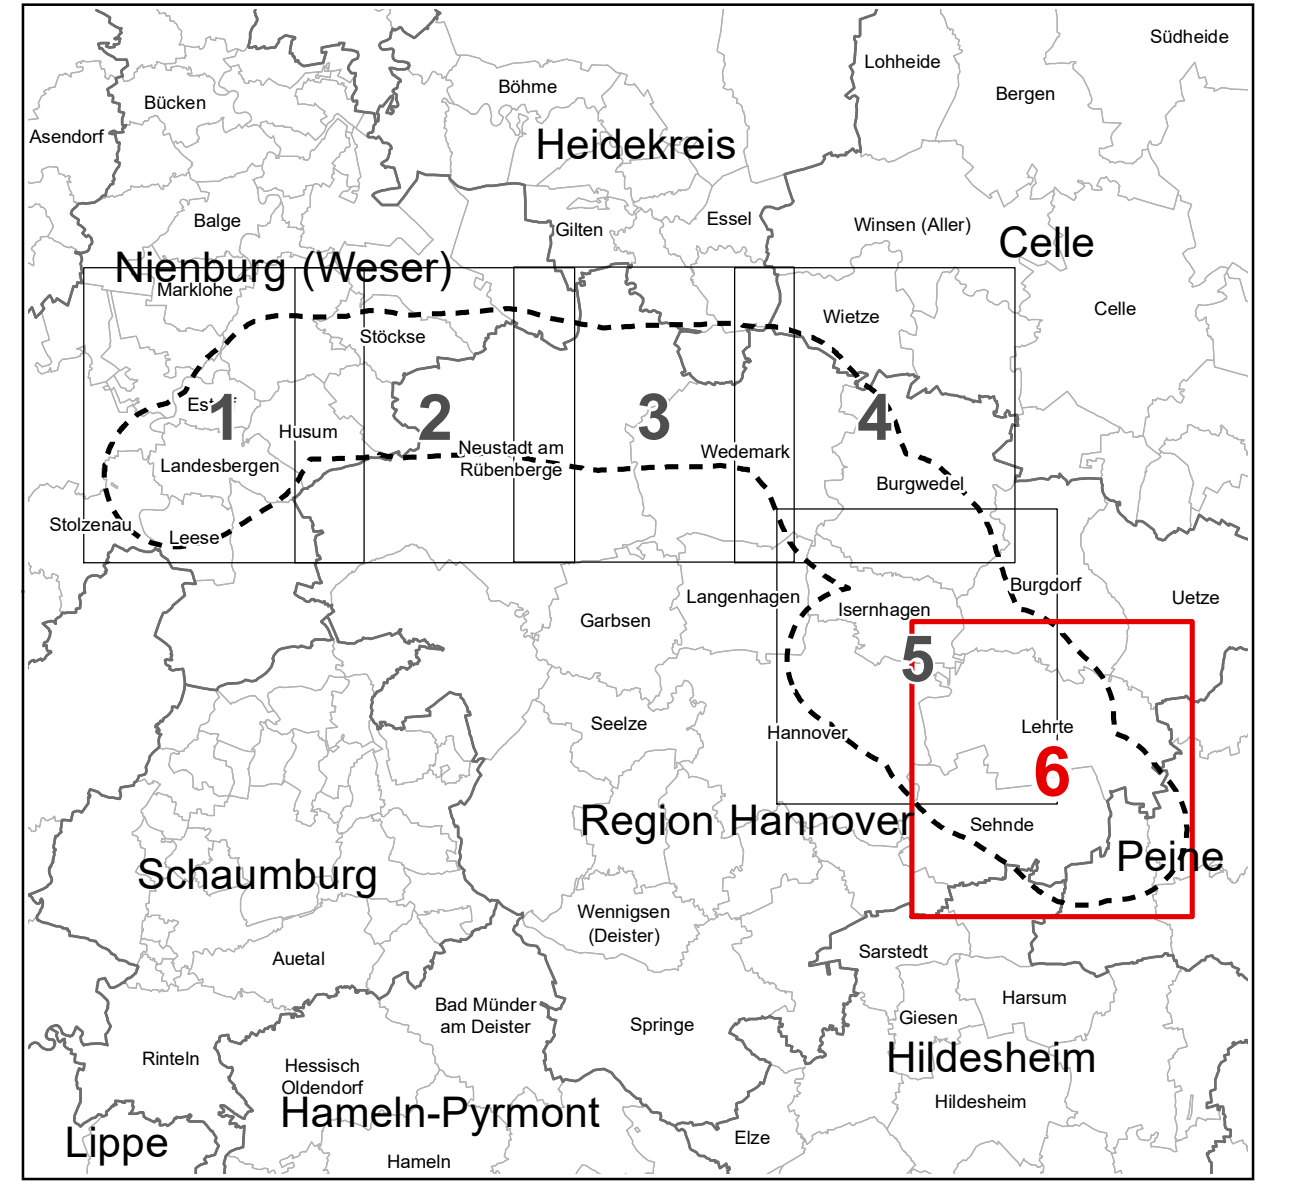 Südheide
Lohheide
Böhme
Bergen
Bücken
Asendorf
Heidekreis
Balge
Gilten
Essel
Winsen (Aller)
Celle
Nienburg (Weser)
Marklohe
Celle
Wietze
Stöckse
1
2
3
4
Husum
Neustadt am
Rübenberge
Wedemark
Landesbergen
Burgwedel
Stolzenau
Leese
Burgdorf
Langenhagen
Isernhagen
Uetze
Garbsen
5
Seelze
Hannover
Lehrte
6
Region Hannover
Sehnde
Peine
Schaumburg
Wennigsen
(Deister)
Sarstedt
Auetal
Bad Münder
am Deister
Harsum
Giesen
Springe
Rinteln
Hessisch
Oldendorf
Hildesheim
Hildesheim
Hameln-Pyrmont
Lippe
Elze
Hameln